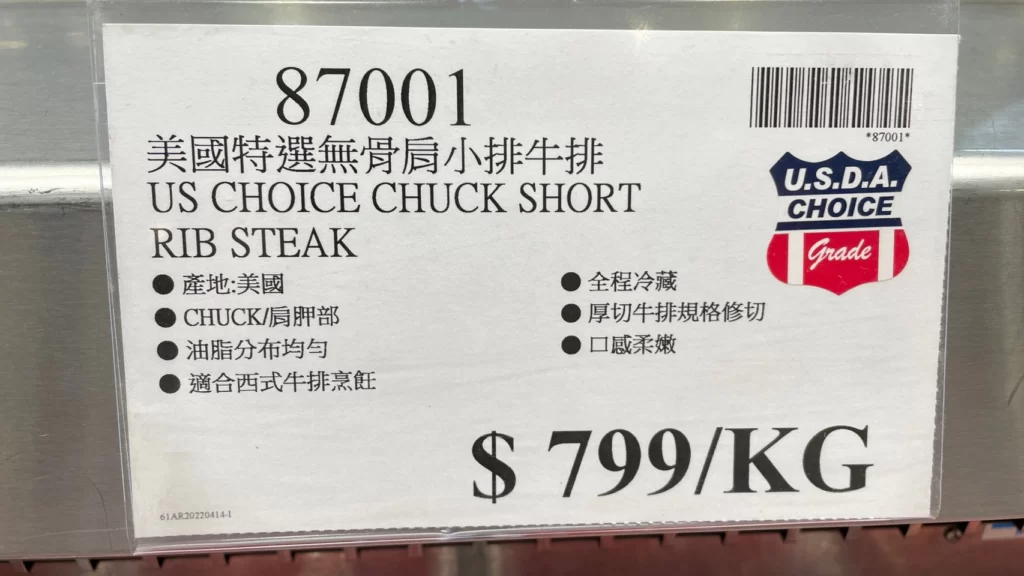 87001
*87001*
美國特選無骨肩小排牛排
US CHOICE CHUCK SHORT
RIB STEAK
U.S.D.A.
CHOICE
Grade
●產地:美國
●CHUCK/肩胛部
●油脂分布均勻
●適合西式牛排烹飪
●全程冷藏
●厚切牛排規格修切
●口感柔嫩
$ 799/KG
61AR20220414-1